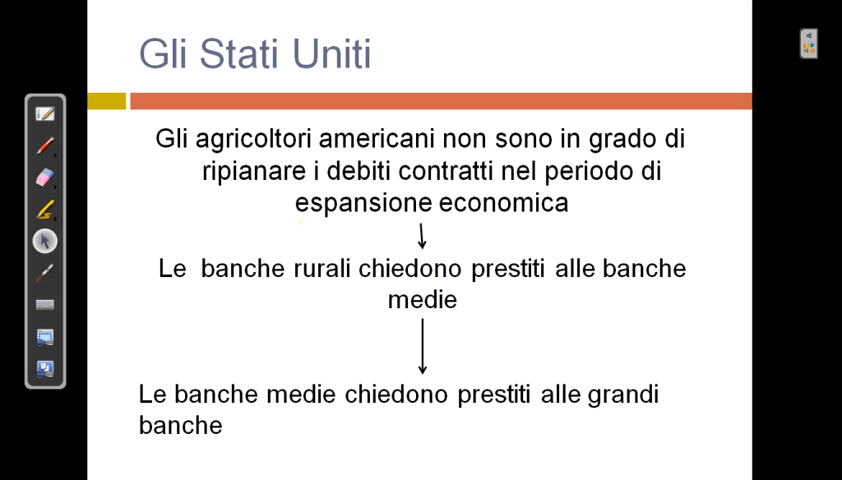 Gli Stati Uniti
Gli agricoltori americani non sono in grado di
ripianare i debiti contratti nel periodo di
espansione economica
Le banche rurali chiedono prestiti alle banche
medie
Le banche medie chiedono prestiti alle grandi
banche